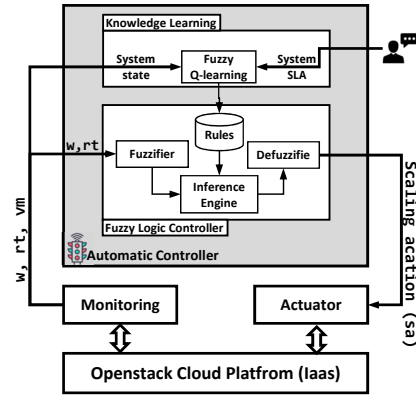 Knowledge Learning
System
state
Fuzzy
Q-learning
System
SLA
w,rt
Rules
Fuzzifier
Defuzzifie
Inference
Engine
Fuzzy Logic Controller
Automatic Controller
w, rt, vm
Scaling acation (sa)
Monitoring
Actuator
Openstack Cloud Platfrom (Iaas)